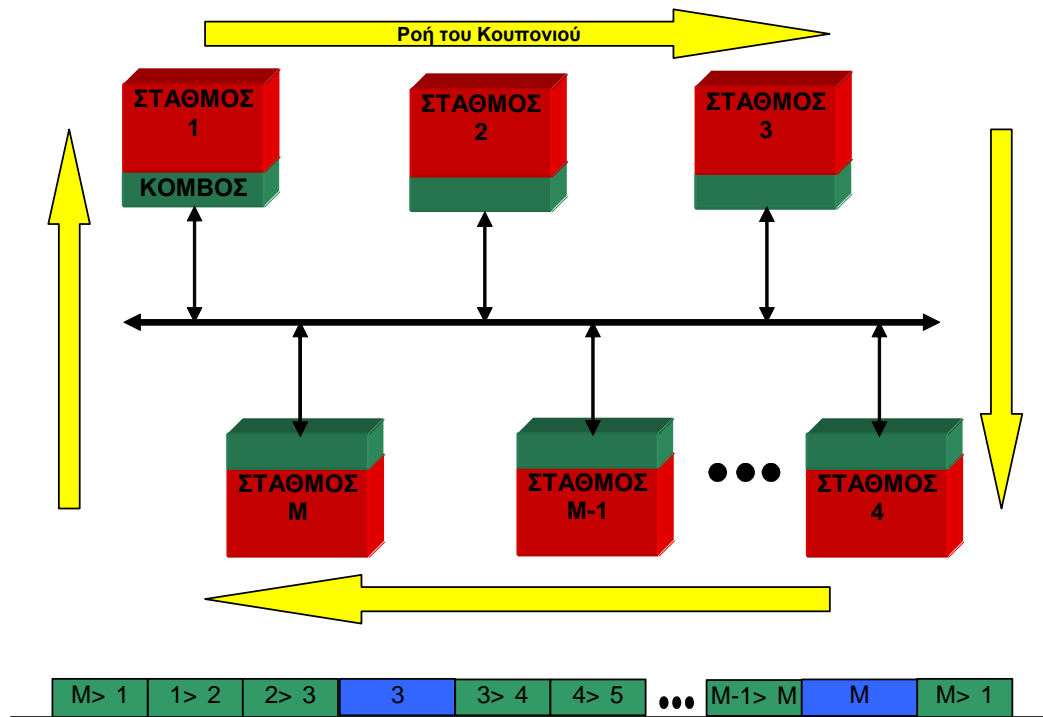 Ροή του Κουπονιού
ΣΤΑΘΜΟΣ
1
ΚΟΜΒΟΣ
ΣΤΑΘΜΟΣ
2
ΣΤΑΘΜΟΣ
3
ΣΤΑΘΜΟΣ
Μ
ΣΤΑΘΜΟΣ
Μ-1
ΣΤΑΘΜΟΣ
4
Μ> 1 1> 2 2> 3 3 3> 4 4> 5 ●●● Μ-1> Μ Μ Μ> 1